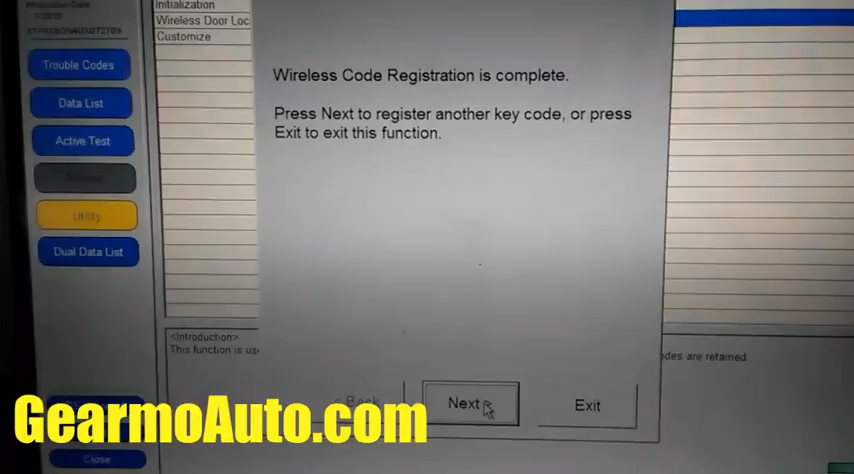 Initialization
Wireless Door Loc
Customize
Trouble Codes
Data List
Active Test
Utility
Dual Data List
Wireless Code Registration is complete.
Press Next to register another key code, or press
Exit to exit this function.
<Introduction>
This function is us
des are retained
< Back
Next
Exit
GearmoAuto.com
Close